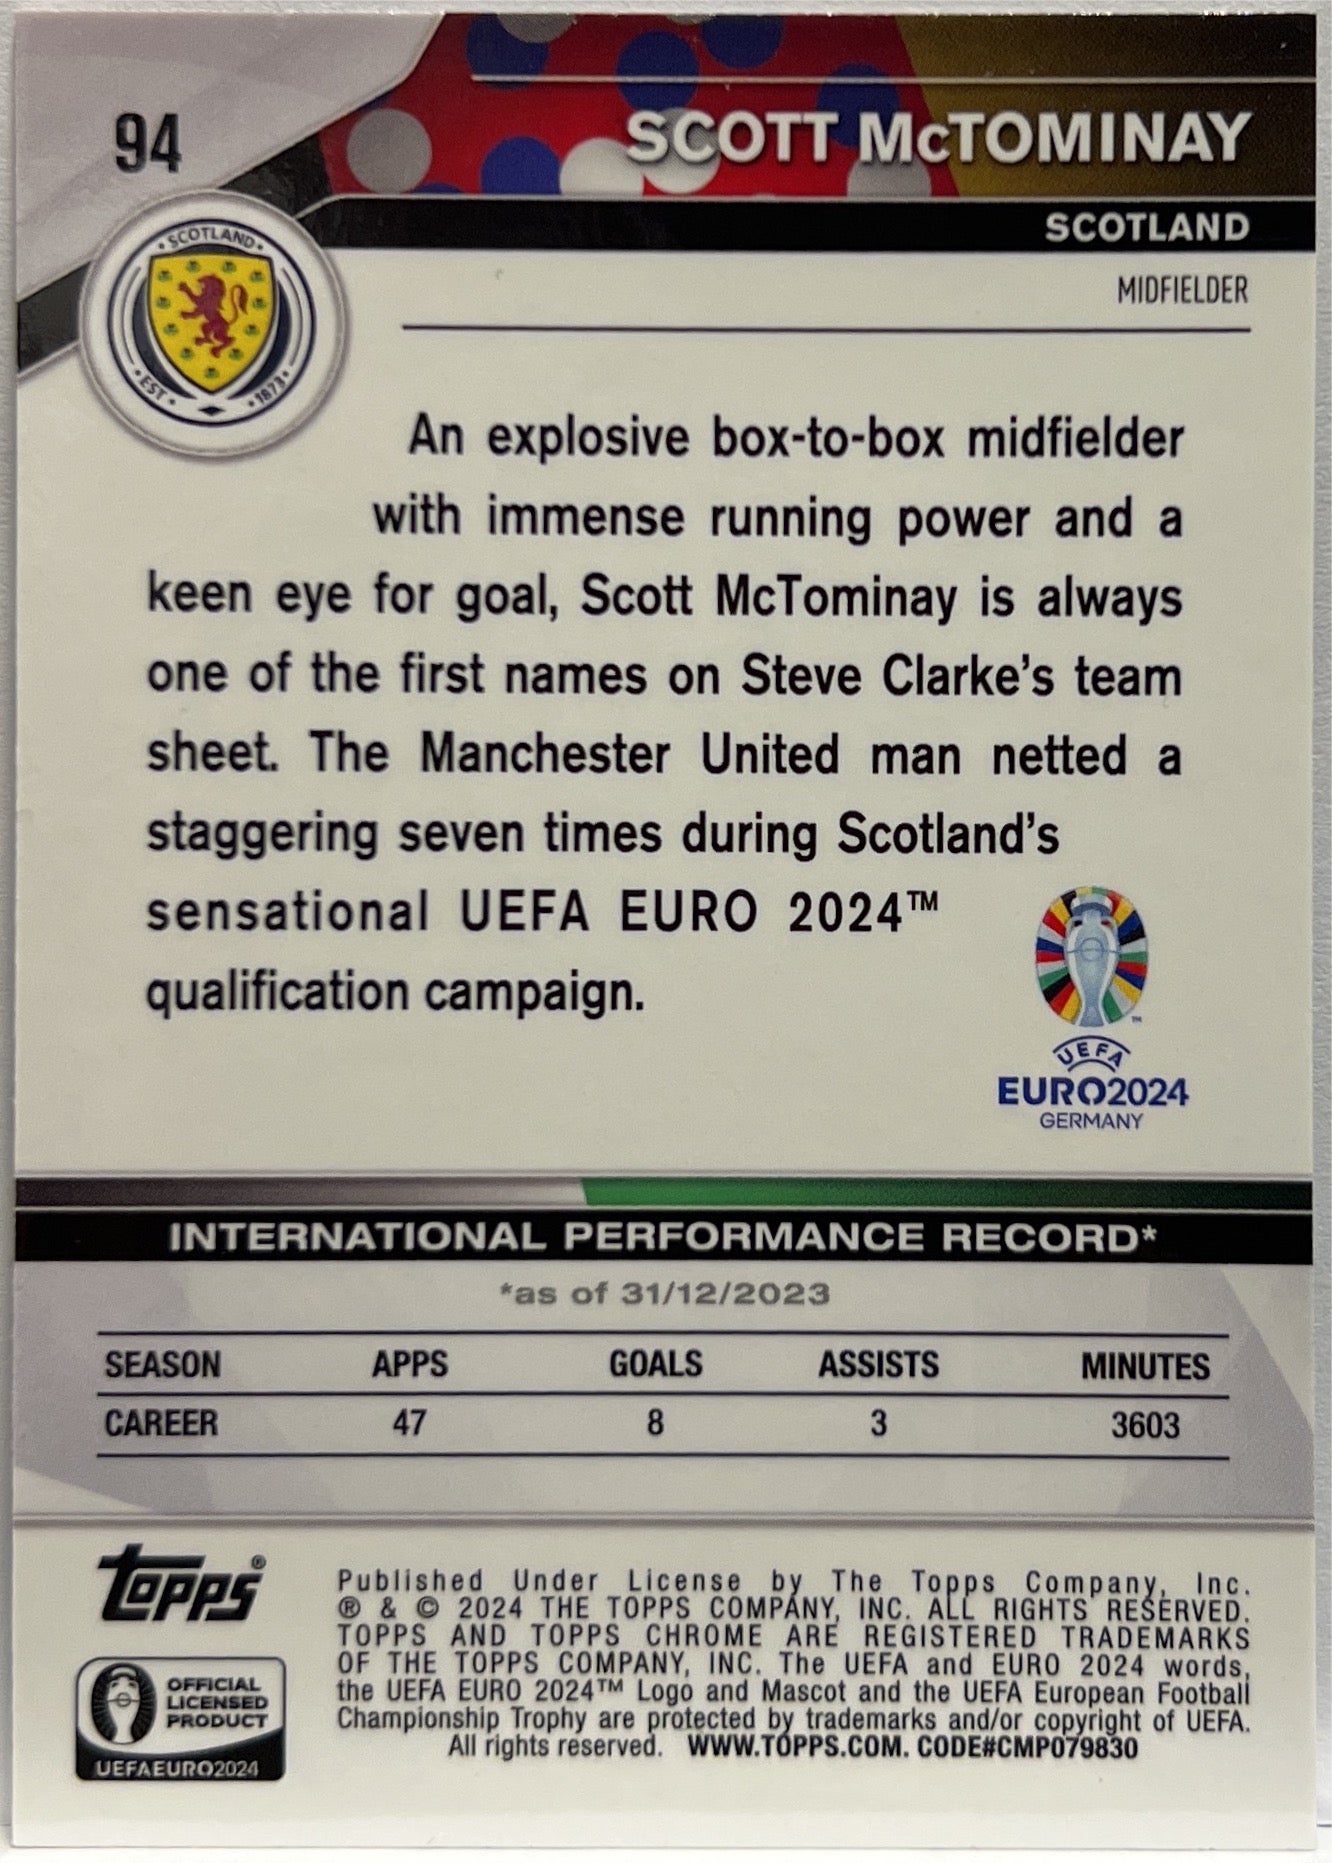 94
SCOTT McTOMINAY
SCOTLAND
MIDFIELDER
·SCOTLAND·
·EST· ·1873·
An explosive box-to-box midfielder
with immense running power and a
keen eye for goal, Scott McTominay is always
one of the first names on Steve Clarke's team
sheet. The Manchester United man netted a
staggering seven times during Scotland's
sensational UEFA EURO 2024™
qualification campaign.
™
UEFA
EURO2024
GERMANY
INTERNATIONAL PERFORMANCE RECORD*
*as of 31/12/2023
SEASON APPS GOALS ASSISTS MINUTES
CAREER 47 8 3 3603
Topps®
OFFICIAL
LICENSED
PRODUCT
UEFAEURO2024
Published Under License by The Topps Company, Inc.
® & © 2024 THE TOPPS COMPANY, INC. ALL RIGHTS RESERVED.
TOPPS AND TOPPS CHROME ARE REGISTERED TRADEMARKS
OF THE TOPPS COMPANY, INC. The UEFA and EURO 2024 words,
the UEFA EURO 2024™ Logo and Mascot and the UEFA European Football
Championship Trophy are protected by trademarks and/or copyright of UEFA.
All rights reserved. WWW.TOPPS.COM. CODE#CMP079830